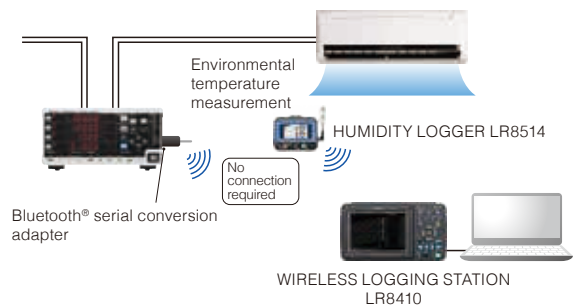 Environmental
temperature
measurement
HUMIDITY LOGGER LR8514
No
connection
required
Bluetooth® serial conversion
adapter
WIRELESS LOGGING STATION
LR8410